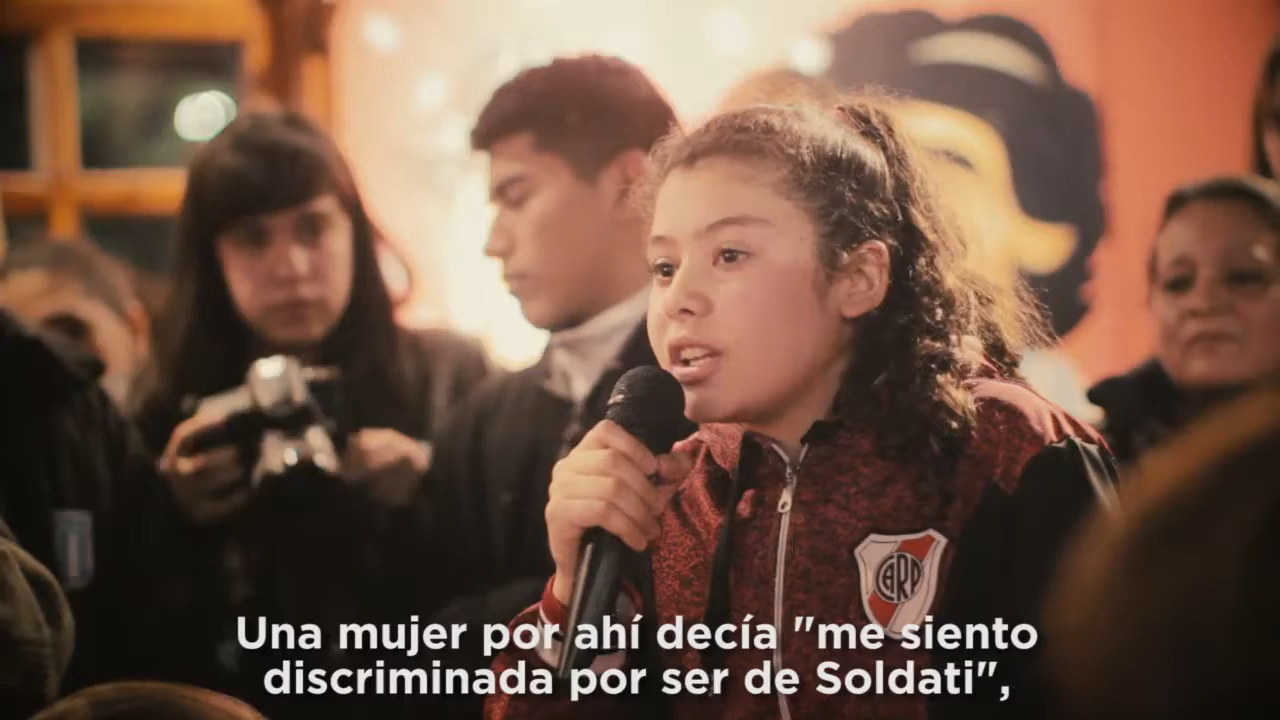 CARP
Una mujer por ahí decía "me siento
discriminada por ser de Soldati",